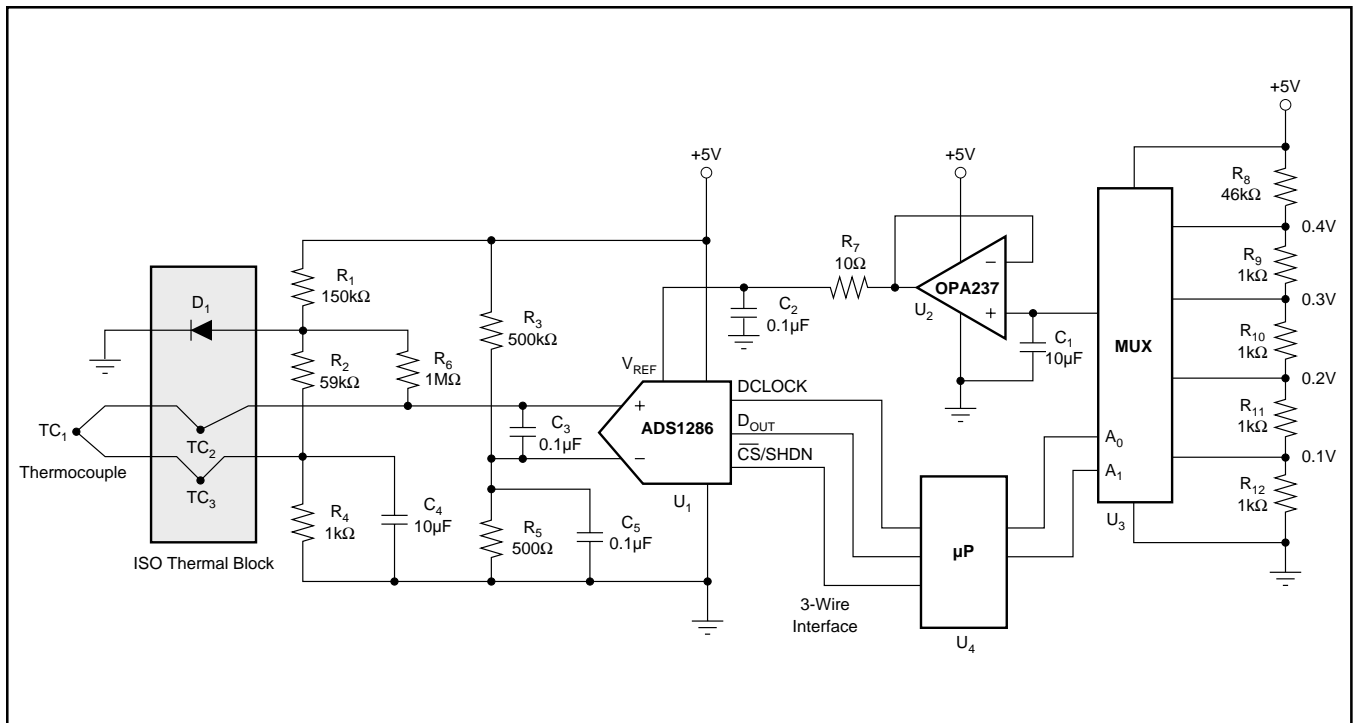 +5V
R8
46kΩ
0.4V
R9
1kΩ
0.3V
R10
1kΩ
0.2V
R11
1kΩ
0.1V
R12
1kΩ
MUX
A0
A1
U3
+5V
OPA237
−
+
U2
C1
10µF
R7
10Ω
C2
0.1µF
+5V
VREF
DCLOCK
DOUT
CS/SHDN
ADS1286
+
−
U1
R3
500kΩ
C3
0.1µF
R5
500Ω
C5
0.1µF
R1
150kΩ
D1
R2
59kΩ
R6
1MΩ
TC1
Thermocouple
TC2
TC3
R4
1kΩ
C4
10µF
ISO Thermal Block
3-Wire
Interface
µP
U4